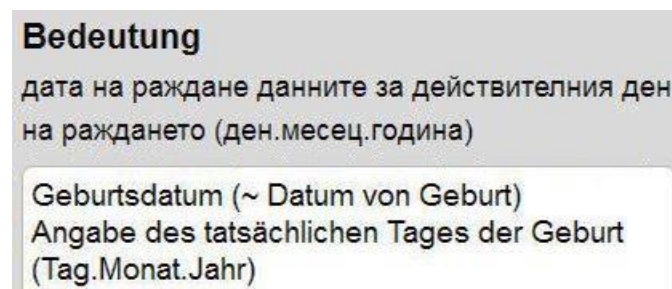 Bedeutung
дата на раждане данните за действителния ден
на раждането (ден.месец.година)
Geburtsdatum (~ Datum von Geburt)
Angabe des tatsächlichen Tages der Geburt
(Tag.Monat.Jahr)